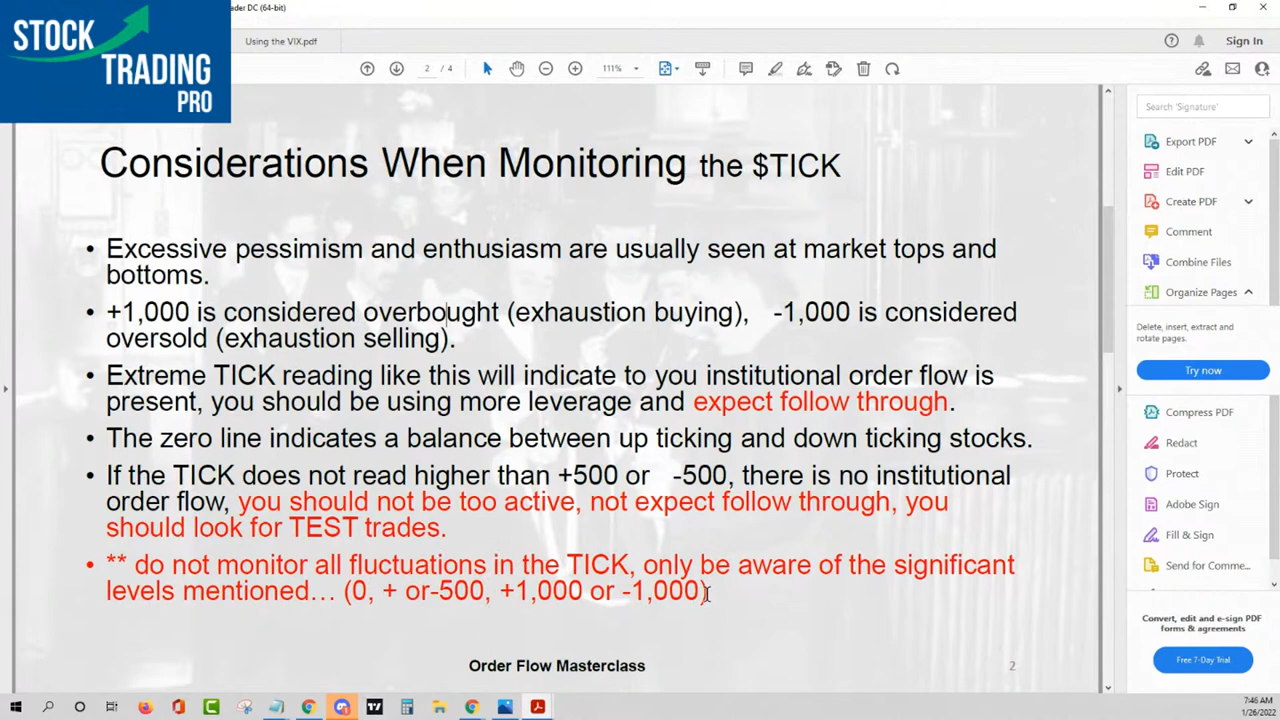 STOCK
TRADING
PRO
ader DC (64-bit)
Using the VIX.pdf
Sign In
2 / 4
111%
Considerations When Monitoring the $TICK
• Excessive pessimism and enthusiasm are usually seen at market tops and
bottoms.
• +1,000 is considered overbought (exhaustion buying), -1,000 is considered
oversold (exhaustion selling).
• Extreme TICK reading like this will indicate to you institutional order flow is
present, you should be using more leverage and expect follow through.
• The zero line indicates a balance between up ticking and down ticking stocks.
• If the TICK does not read higher than +500 or -500, there is no institutional
order flow, you should not be too active, not expect follow through, you
should look for TEST trades.
• ** do not monitor all fluctuations in the TICK, only be aware of the significant
levels mentioned… (0, + or-500, +1,000 or -1,000)
Order Flow Masterclass
2
Search 'Signature'
Export PDF
Edit PDF
Create PDF
Comment
Combine Files
Organize Pages
Delete, insert, extract and
rotate pages.
Try now
Compress PDF
Redact
Protect
Adobe Sign
Fill & Sign
Send for Comme...
Convert, edit and e-sign PDF
forms & agreements
Free 7-Day Trial
7:46 AM
1/26/2022